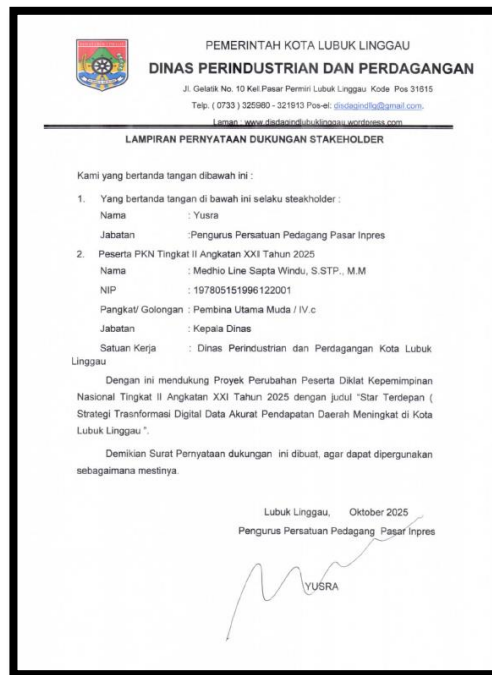 PEMERINTAH KOTA LUBUK LINGGAU
DINAS PERINDUSTRIAN DAN PERDAGANGAN
Jl. Gelatik No. 10 Kel.Pasar Permiri Lubuk Linggau Kode Pos 31615
Telp. ( 0733 ) 325980 - 321913 Pos-el: disdagindllg@gmail.com,
Laman : www.disdagindlubuklinggau.wordpress.com
LAMPIRAN PERNYATAAN DUKUNGAN STAKEHOLDER
Kami yang bertanda tangan dibawah ini :
1. Yang bertanda tangan di bawah ini selaku steakholder :
Nama : Yusra
Jabatan :Pengurus Persatuan Pedagang Pasar Inpres
2. Peserta PKN Tingkat II Angkatan XXI Tahun 2025
Nama : Medhio Line Sapta Windu, S.STP., M.M
NIP : 197805151996122001
Pangkat/ Golongan : Pembina Utama Muda / IV.c
Jabatan : Kepala Dinas
Satuan Kerja : Dinas Perindustrian dan Perdagangan Kota Lubuk
Linggau
Dengan ini mendukung Proyek Perubahan Peserta Diklat Kepemimpinan
Nasional Tingkat II Angkatan XXI Tahun 2025 dengan judul “Star Terdepan (
Strategi Trasnformasi Digital Data Akurat Pendapatan Daerah Meningkat di Kota
Lubuk Linggau ”.
Demikian Surat Pernyataan dukungan ini dibuat, agar dapat dipergunakan
sebagaimana mestinya.
Lubuk Linggau, Oktober 2025
Pengurus Persatuan Pedagang Pasar Inpres
YUSRA